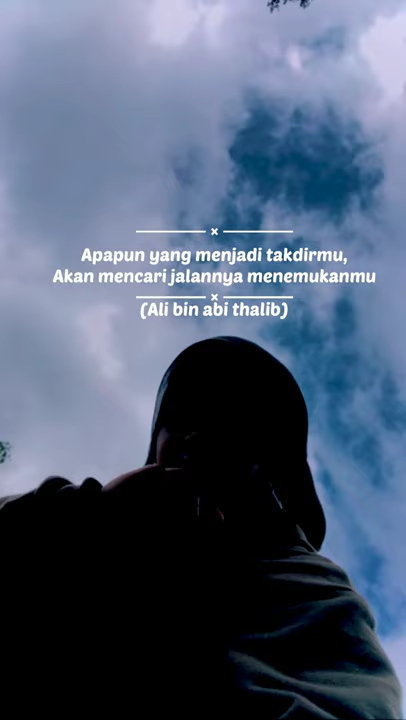 Apapun yang menjadi takdirmu,
Akan mencari jalannya menemukanmu
(Ali bin abi thalib)